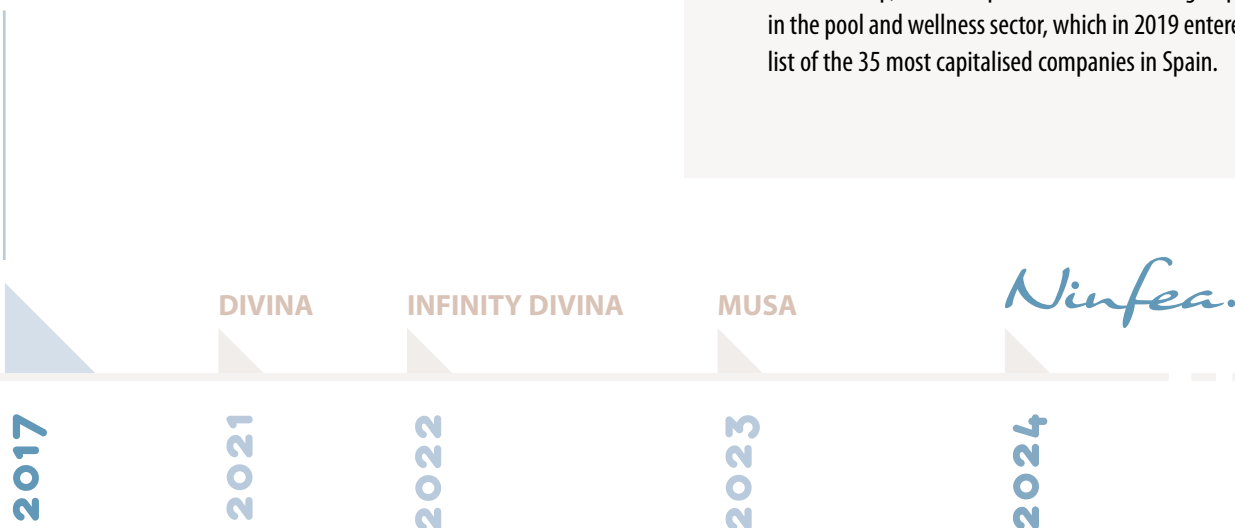 in the pool and wellness sector, which in 2019 entere
list of the 35 most capitalised companies in Spain.
Ninfea.
DIVINA INFINITY DIVINA MUSA
2017 2021 2022 2023 2024